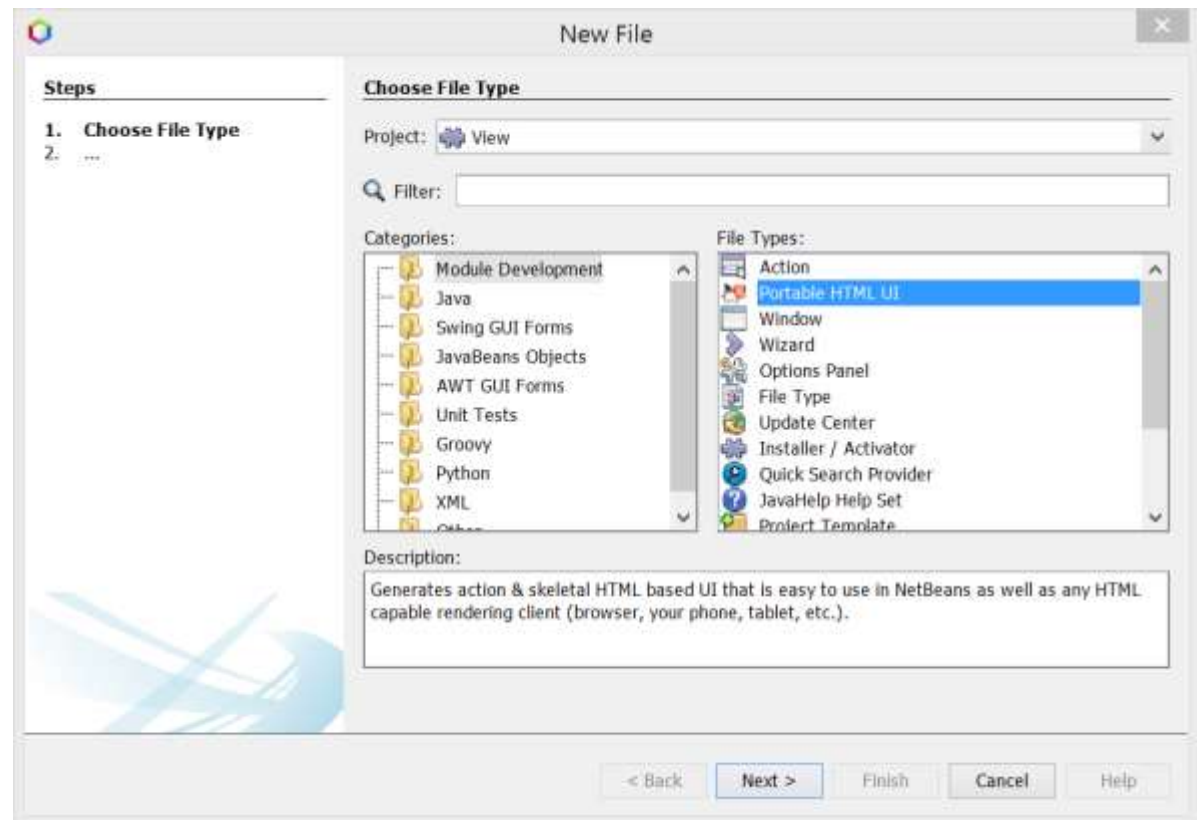 New File
Steps
1. Choose File Type
2. ...
Choose File Type
Project: View
Filter:
Categories:
Module Development
Java
Swing GUI Forms
JavaBeans Objects
AWT GUI Forms
Unit Tests
Groovy
Python
XML
Other
File Types:
Action
Portable HTML UI
Window
Wizard
Options Panel
File Type
Update Center
Installer / Activator
Quick Search Provider
JavaHelp Help Set
Project Template
Description:
Generates action & skeletal HTML based UI that is easy to use in NetBeans as well as any HTML
capable rendering client (browser, your phone, tablet, etc.).
< Back Next > Finish Cancel Help